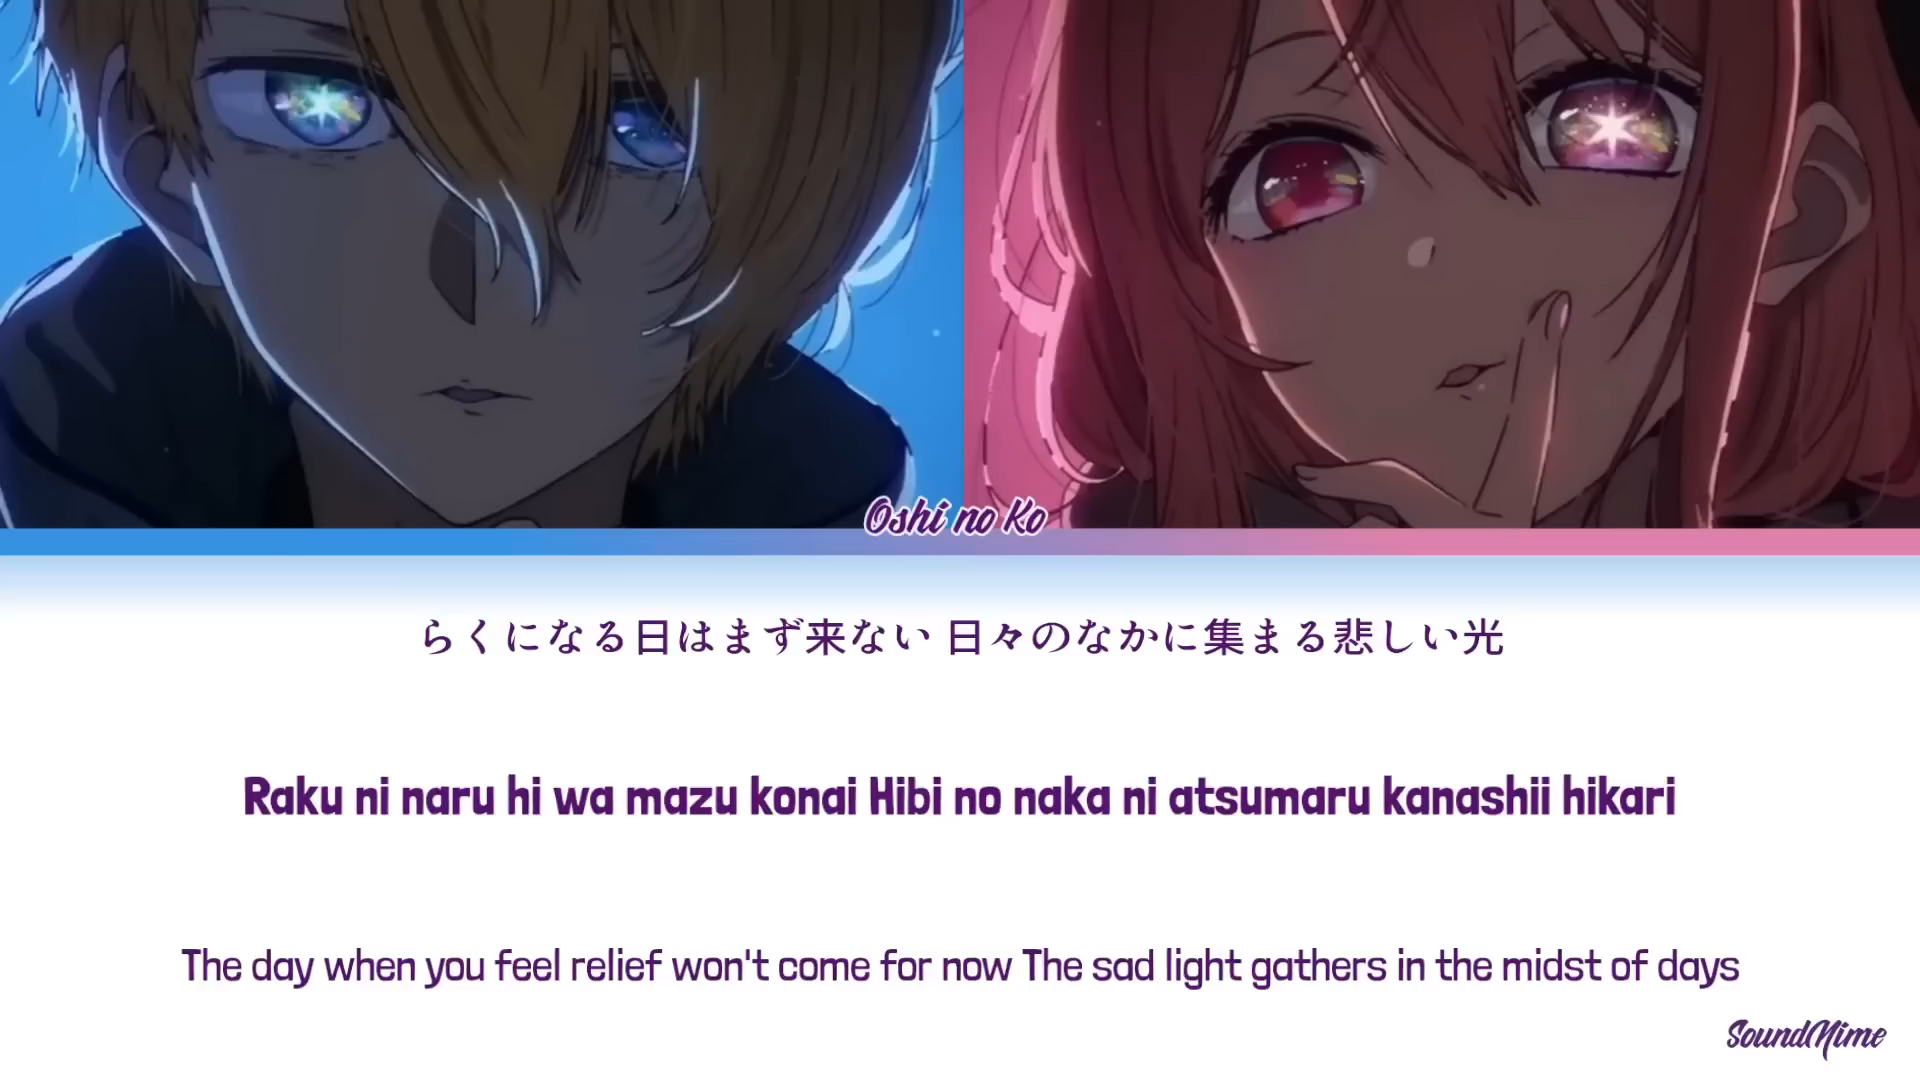 Oshi no Ko
らくになる日はまず来ない 日々のなかに集まる悲しい光
Raku ni naru hi wa mazu konai Hibi no naka ni atsumaru kanashii hikari
The day when you feel relief won't come for now The sad light gathers in the midst of days
SoundMime